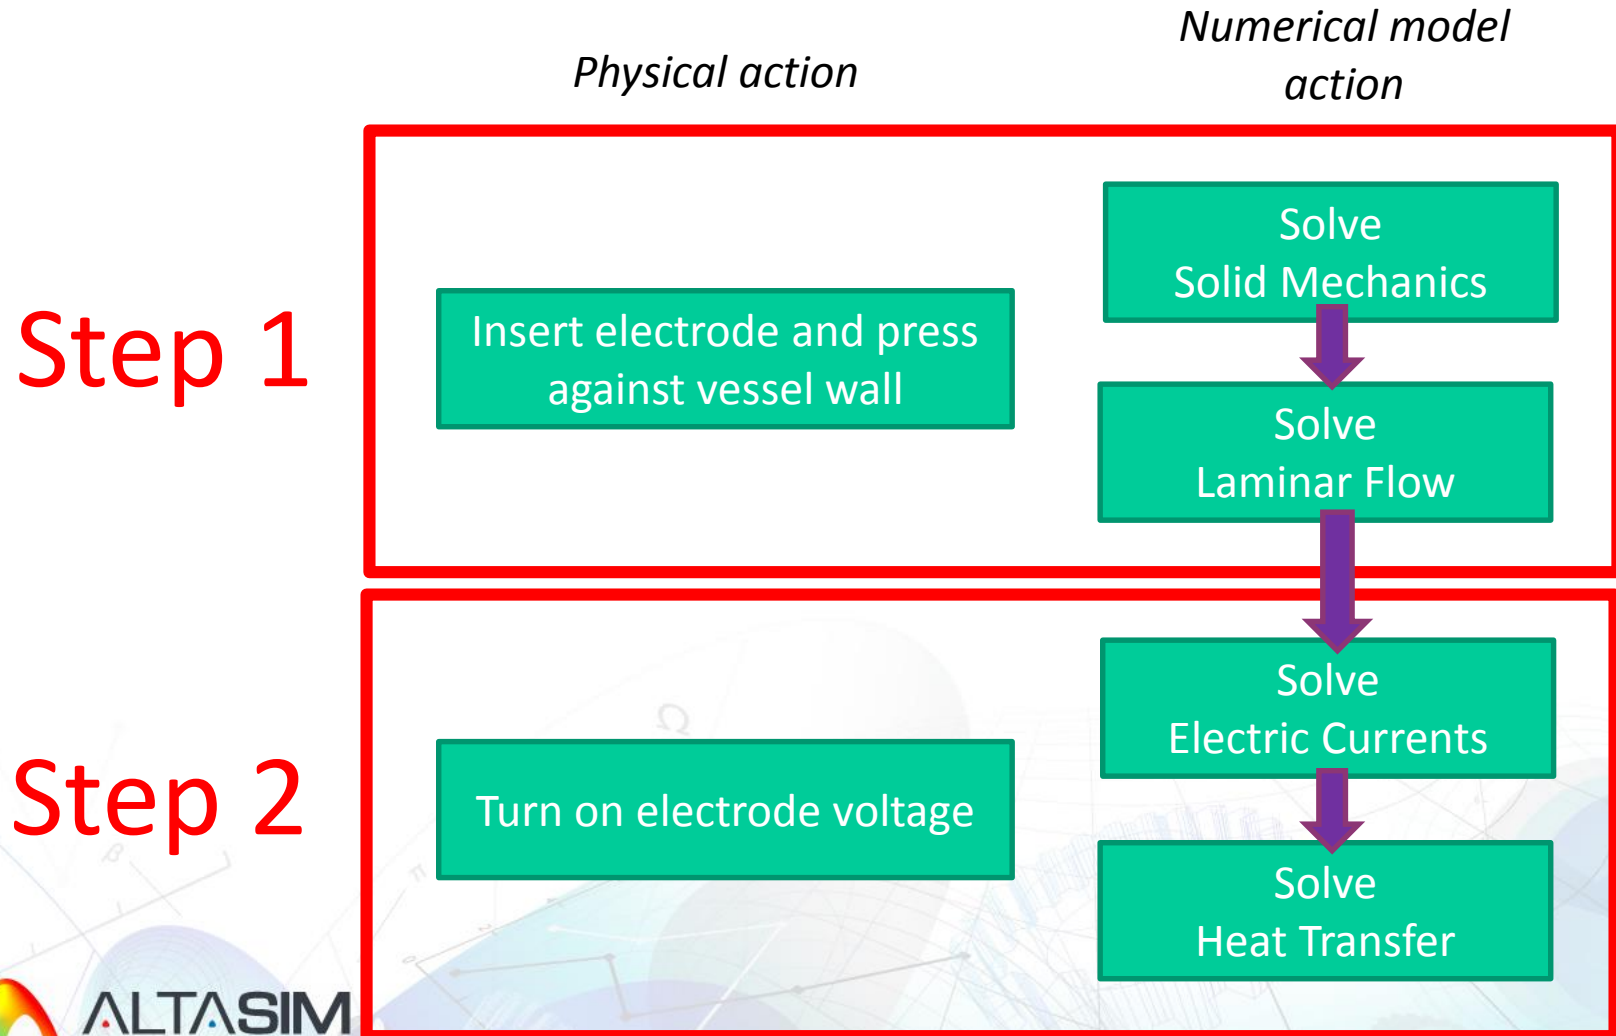 Physical action
Numerical model
action
Step 1
Insert electrode and press
against vessel wall
Solve
Solid Mechanics
Solve
Laminar Flow
Step 2
Turn on electrode voltage
Solve
Electric Currents
Solve
Heat Transfer
Ω
β
π
ALTASIM